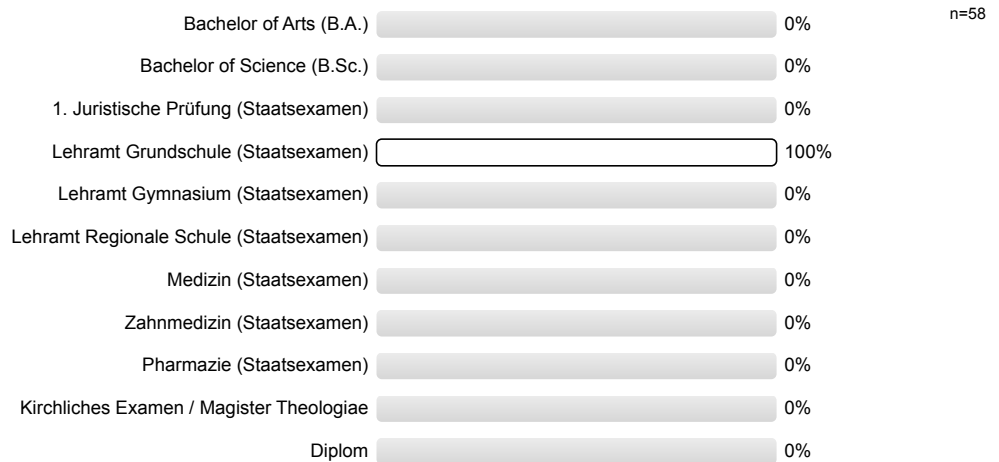 Bachelor of Arts (B.A.) 0% n=58
Bachelor of Science (B.Sc.) 0%
1. Juristische Prüfung (Staatsexamen) 0%
Lehramt Grundschule (Staatsexamen) 100%
Lehramt Gymnasium (Staatsexamen) 0%
Lehramt Regionale Schule (Staatsexamen) 0%
Medizin (Staatsexamen) 0%
Zahnmedizin (Staatsexamen) 0%
Pharmazie (Staatsexamen) 0%
Kirchliches Examen / Magister Theologiae 0%
Diplom 0%